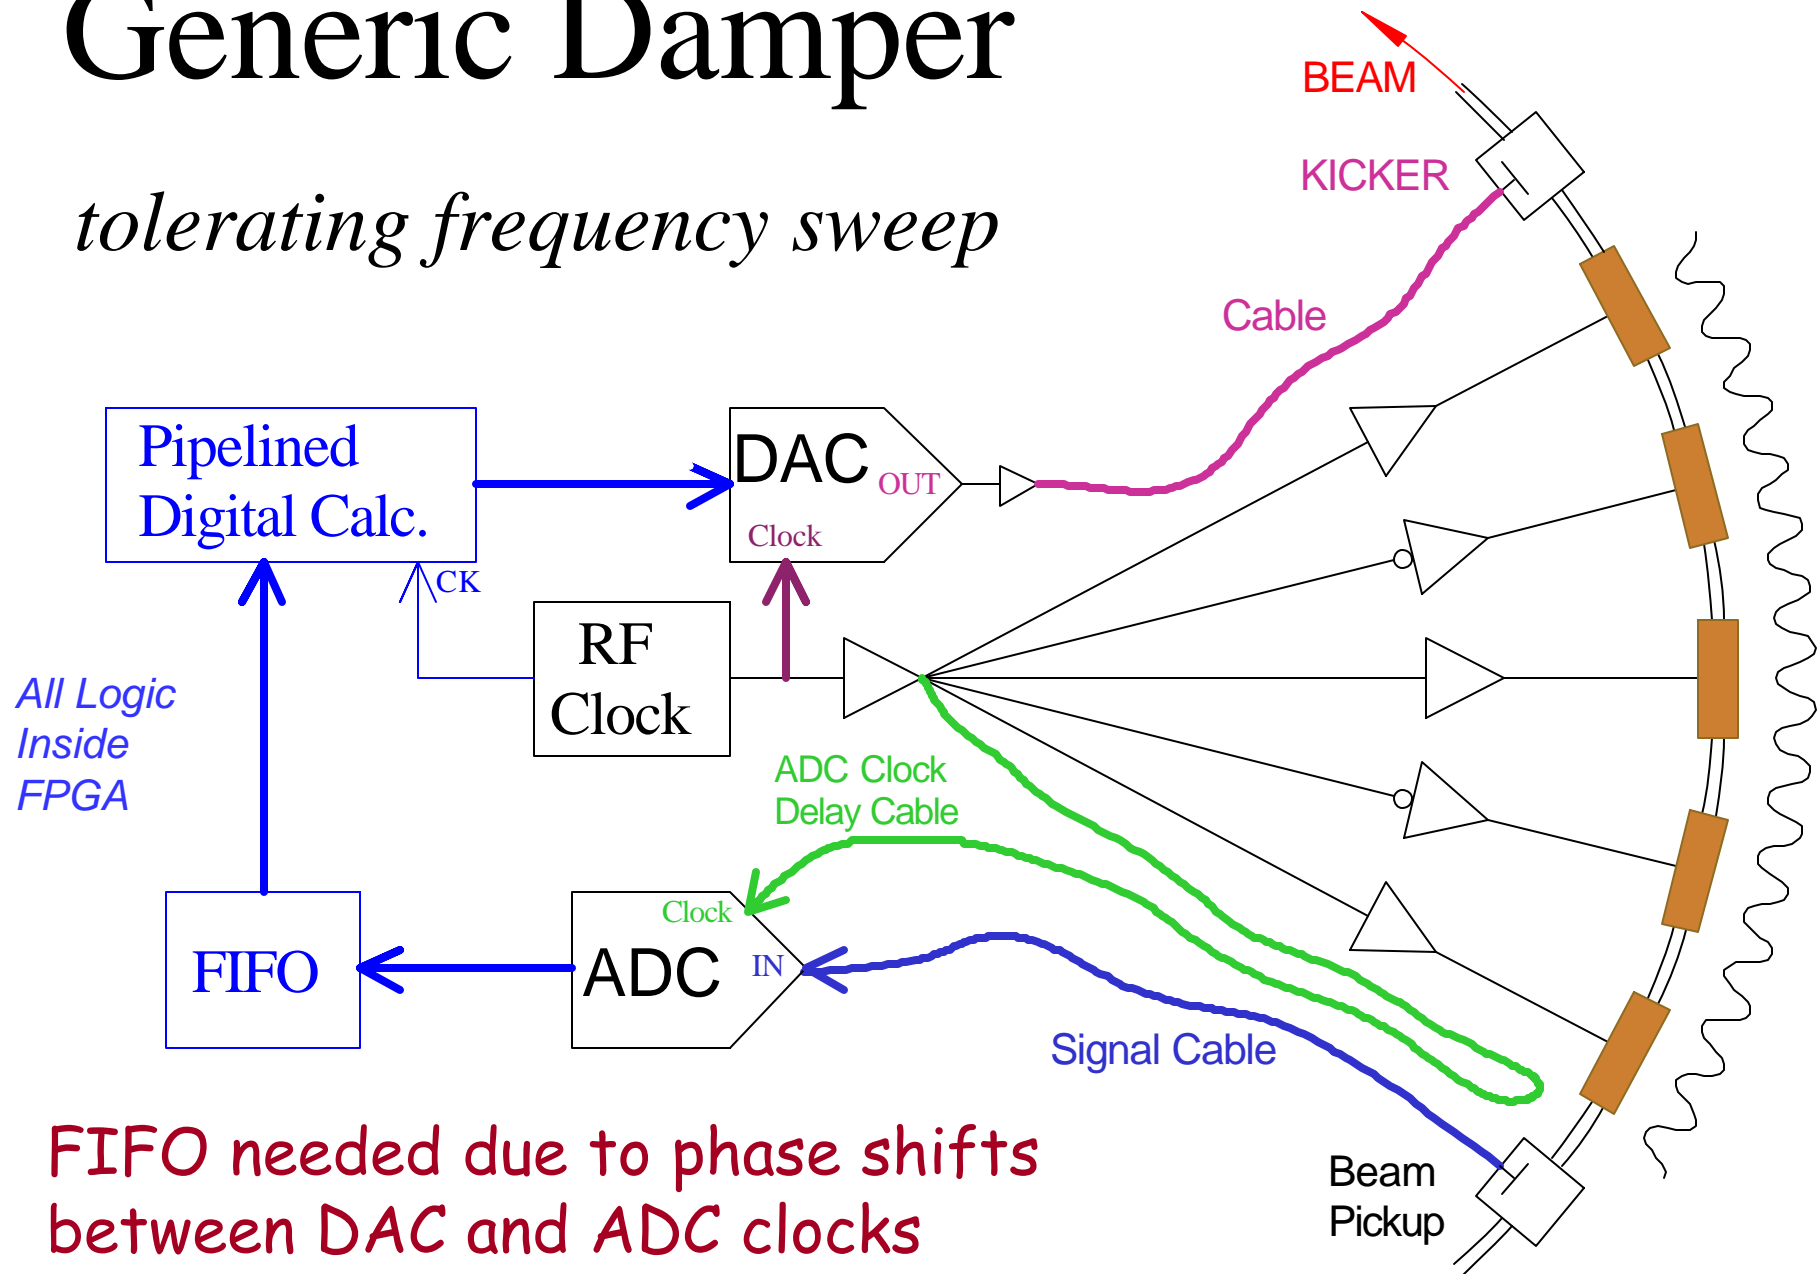 Generic Damper
tolerating frequency sweep
BEAM
KICKER
Cable
Pipelined
Digital Calc.
CK
DAC
OUT
Clock
RF
Clock
All Logic
Inside
FPGA
ADC Clock
Delay Cable
FIFO
Clock
ADC
IN
Signal Cable
Beam
Pickup
FIFO needed due to phase shifts
between DAC and ADC clocks